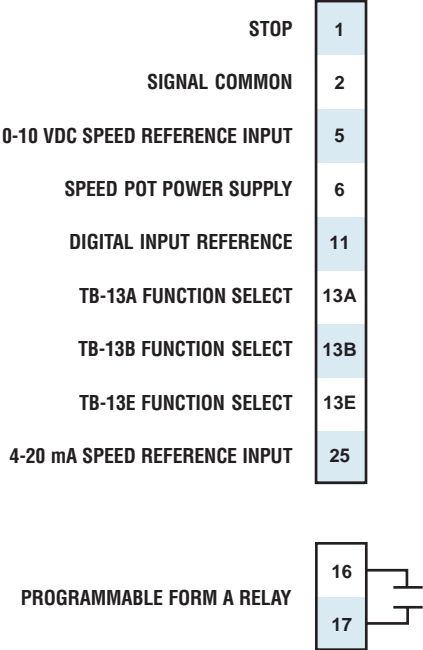 STOP 1
SIGNAL COMMON 2
0-10 VDC SPEED REFERENCE INPUT 5
SPEED POT POWER SUPPLY 6
DIGITAL INPUT REFERENCE 11
TB-13A FUNCTION SELECT 13A
TB-13B FUNCTION SELECT 13B
TB-13E FUNCTION SELECT 13E
4-20 mA SPEED REFERENCE INPUT 25
16
PROGRAMMABLE FORM A RELAY
17